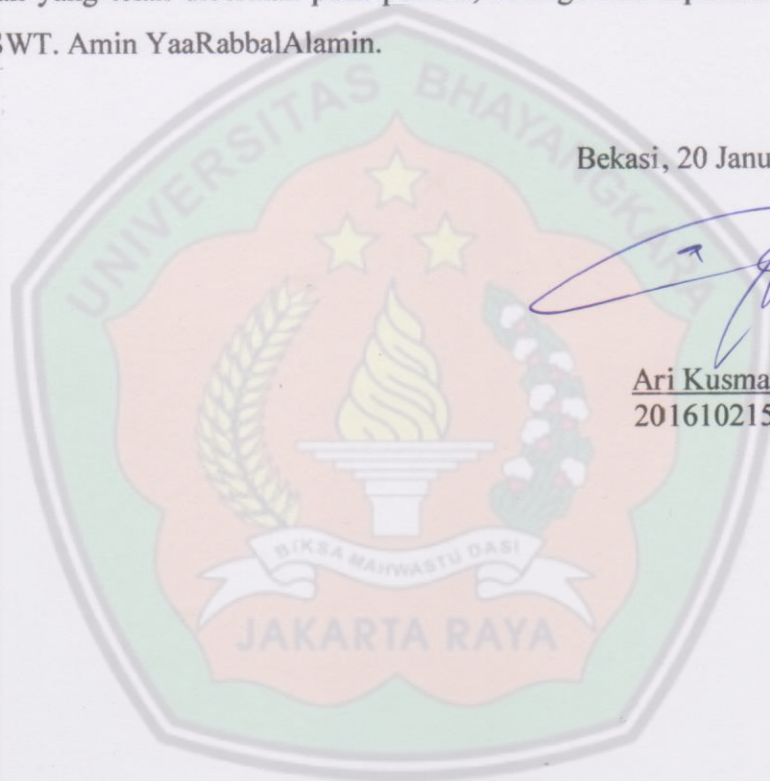 SWT. Amin YaaRabbalAlamin.
UNIVERSITAS BHAYANGKARA
Bekasi, 20 Janu
Ari Kusma
201610215
BIKSA MAHWASTU DASI
JAKARTA RAYA